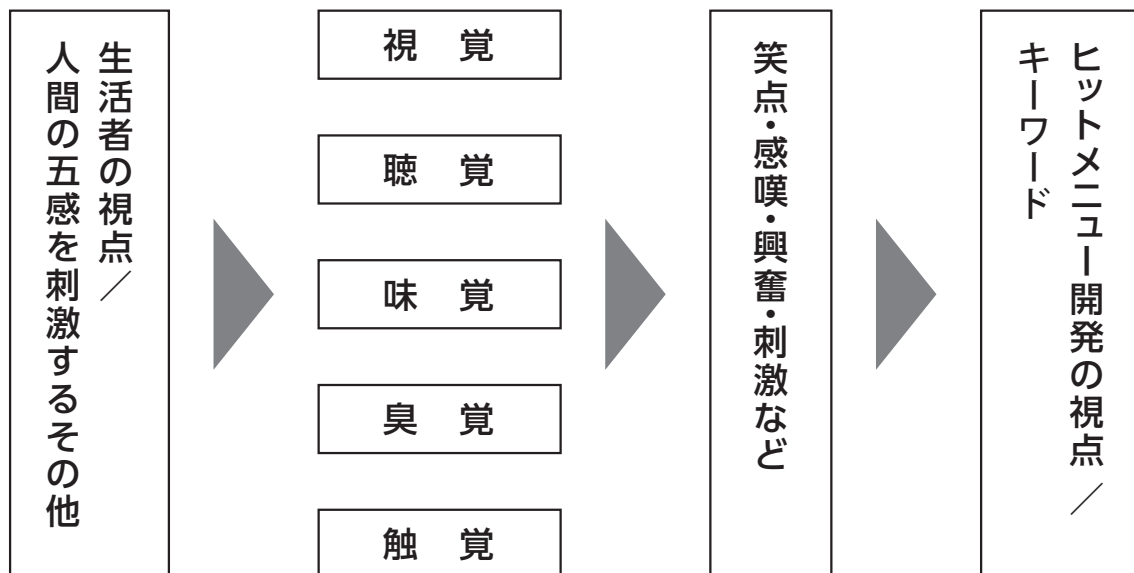 生活者の視点／
人間の五感を刺激するその他
視　覚
聴　覚
味　覚
臭　覚
触　覚
笑点・感嘆・興奮・刺激など
ヒットメニュー開発の視点／
キーワード